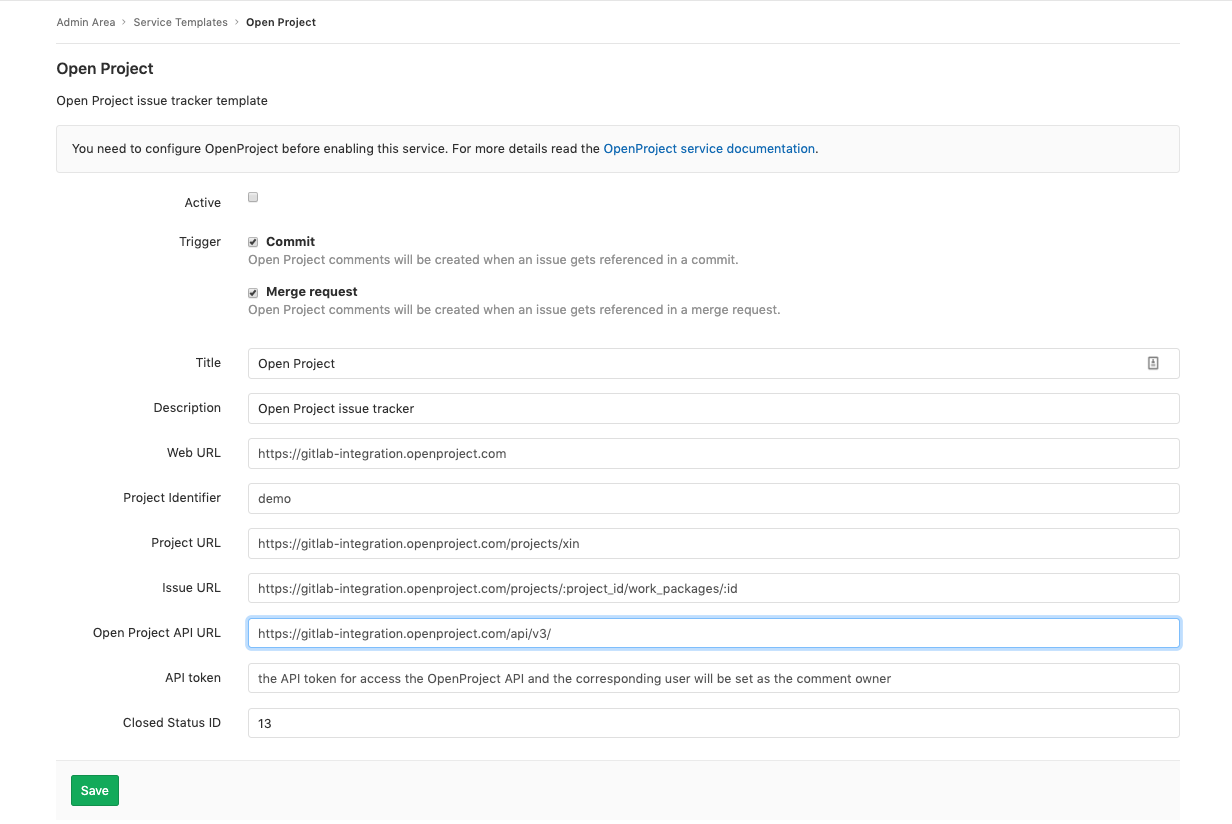 Admin Area › Service Templates › Open Project
Open Project
Open Project issue tracker template
You need to configure OpenProject before enabling this service. For more details read the OpenProject service documentation.
Active
Trigger Commit
Open Project comments will be created when an issue gets referenced in a commit.
Merge request
Open Project comments will be created when an issue gets referenced in a merge request.
Title Open Project
Description Open Project issue tracker
Web URL https://gitlab-integration.openproject.com
Project Identifier demo
Project URL https://gitlab-integration.openproject.com/projects/xin
Issue URL https://gitlab-integration.openproject.com/projects/:project_id/work_packages/:id
Open Project API URL https://gitlab-integration.openproject.com/api/v3/
API token the API token for access the OpenProject API and the corresponding user will be set as the comment owner
Closed Status ID 13
Save